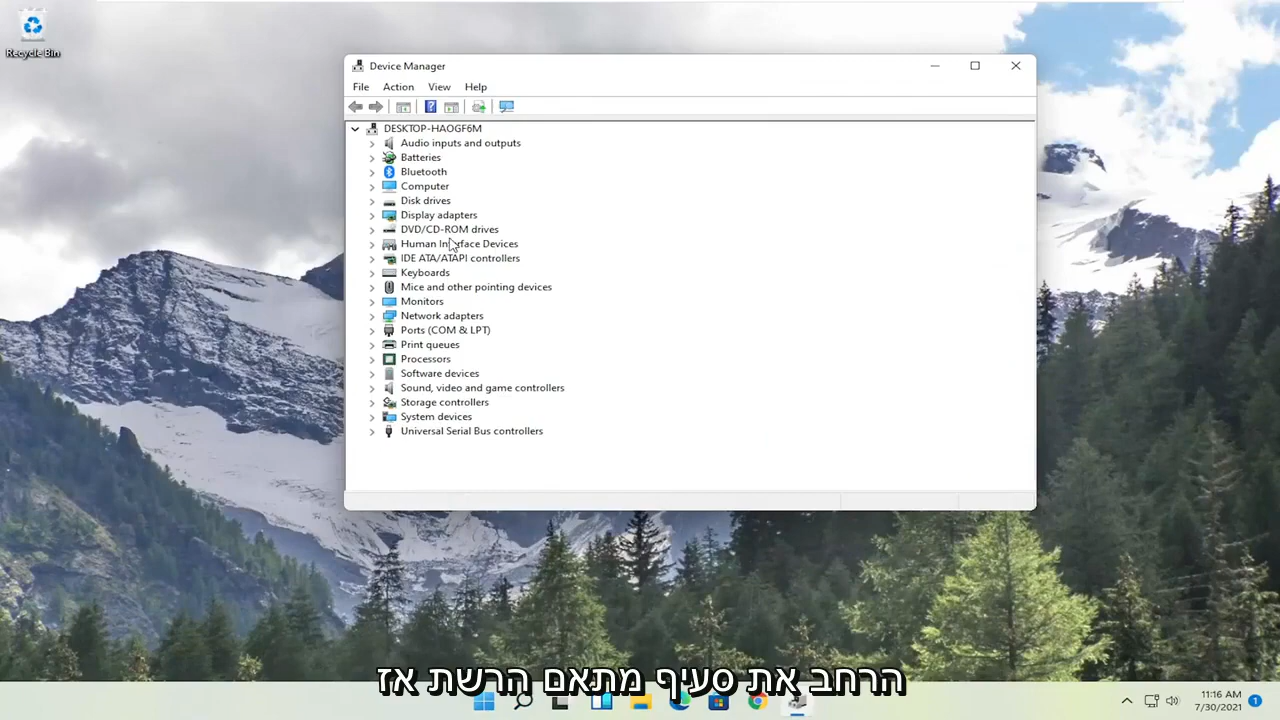 Recycle Bin
Device Manager
File Action View Help
DESKTOP-HAOGF6M
Audio inputs and outputs
Batteries
Bluetooth
Computer
Disk drives
Display adapters
DVD/CD-ROM drives
Human Interface Devices
IDE ATA/ATAPI controllers
Keyboards
Mice and other pointing devices
Monitors
Network adapters
Ports (COM & LPT)
Print queues
Processors
Software devices
Sound, video and game controllers
Storage controllers
System devices
Universal Serial Bus controllers
הרחב את סעיף מתאם הרשת אז
11:16 AM
7/30/2021
1